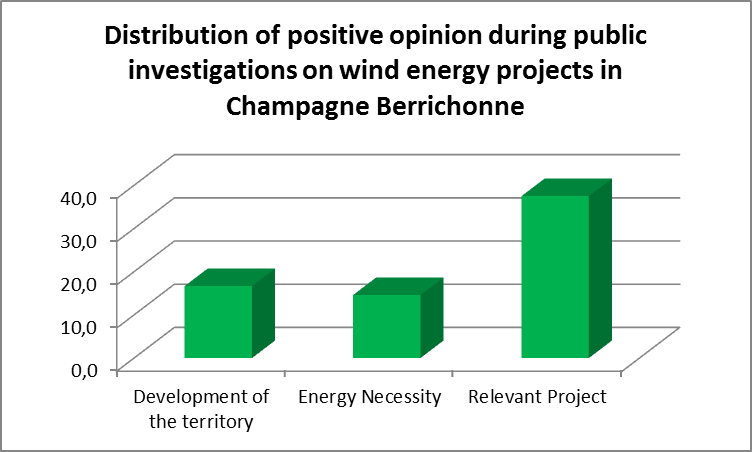 Distribution of positive opinion during public
investigations on wind energy projects in
Champagne Berrichonne
40,0
30,0
20,0
10,0
0,0
Development of
the territory
Energy Necessity
Relevant Project